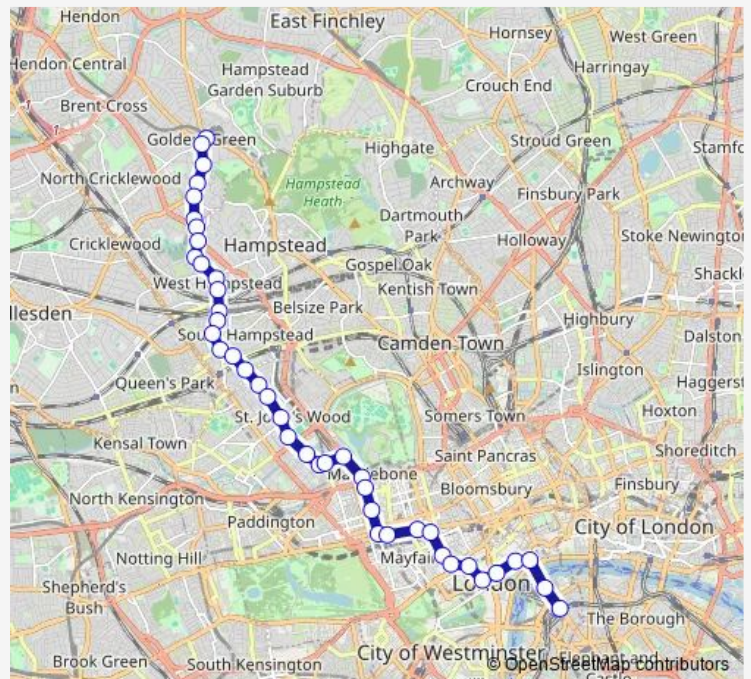 Hendon
East Finchley
Hornsey
West Green
Hendon Central
Hampstead
Garden Suburb
Harringay
Brent Cross
Crouch End
Golders Green
Highgate
Stroud Green
Stamfo
North Cricklewood
Hampstead
Heath
Archway
Finsbury Park
Dartmouth
Park
Cricklewood
Hampstead
Holloway
Stoke Newington
Gospel Oak
Shackl
West Hampstead
Kentish Town
llesden
Belsize Park
Highbury
South Hampstead
Camden Town
Dalston
Queen's Park
Islington
Haggerst
St. John's Wood
Somers Town
Hoxton
Kensal Town
Saint Pancras
Shoreditch
Marylebone
Bloomsbury
Finsbury
North Kensington
Paddington
City of London
Notting Hill
Mayfair
Shepherd's
Bush
London
The Borough
Brook Green
South Kensington
City of Westminster
Elephant and
Castle
© OpenStreetMap contributors